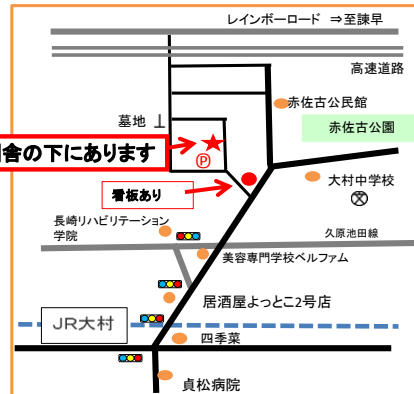 レインボーロード ⇒至諫早
高速道路
赤佐古公民館
墓地
赤佐古公園
舎の下にあります
Ⓟ
看板あり
大村中学校
長崎リハビリテーション
学院
久原池田線
美容専門学校ベルファム
居酒屋よっとこ2号店
JR大村
四季菜
貞松病院